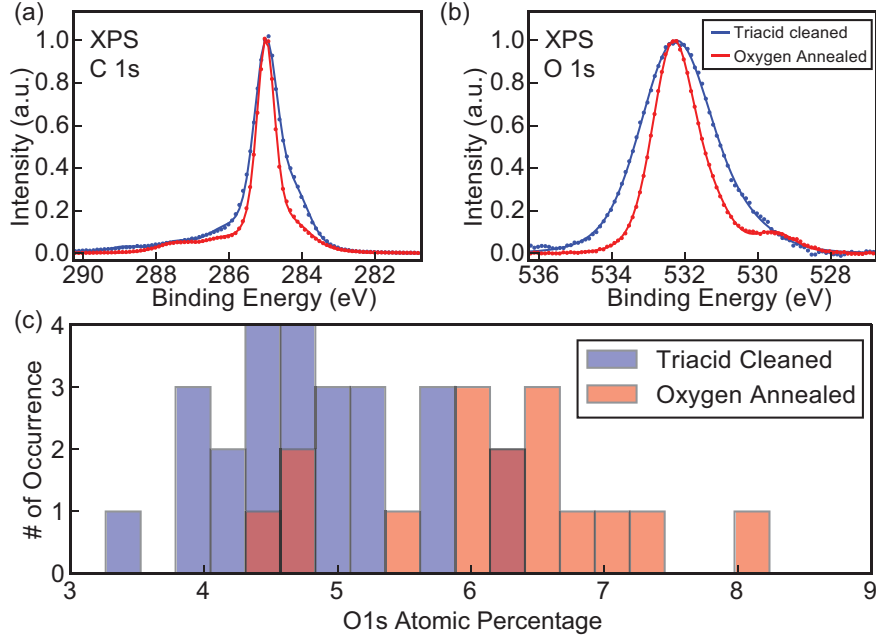 (a)
XPS
C 1s
Intensity (a.u.)
1.0
0.8
0.6
0.4
0.2
0.0
290 288 286 284 282
Binding Energy (eV)
(b)
XPS
O 1s
Triacid cleaned
Oxygen Annealed
Intensity (a.u.)
1.0
0.8
0.6
0.4
0.2
0.0
536 534 532 530 528
Binding Energy (eV)
(c)
Triacid Cleaned
Oxygen Annealed
# of Occurrence
4
3
2
1
0
3 4 5 6 7 8 9
O1s Atomic Percentage